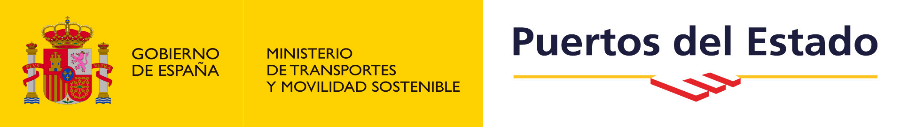 GOBIERNO
DE ESPAÑA
MINISTERIO
DE TRANSPORTES
Y MOVILIDAD SOSTENIBLE
Puertos del Estado